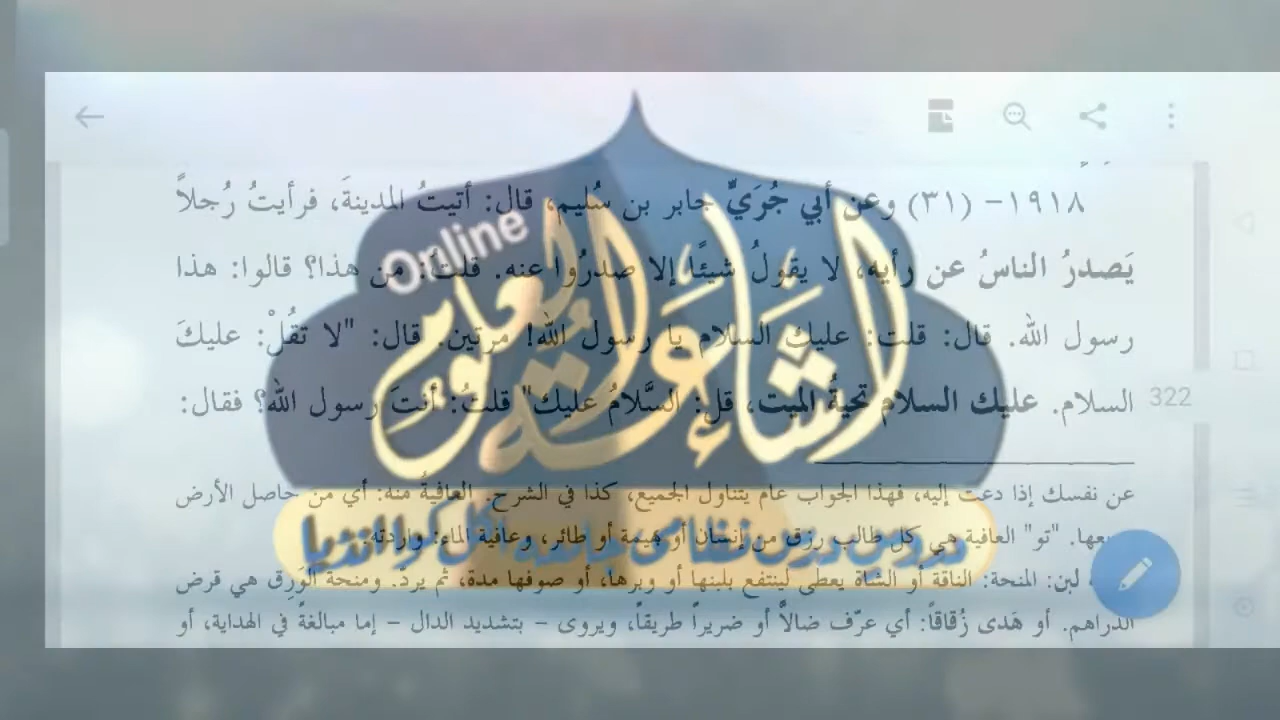 ١٩١٨- (٣١) وعن أبي جُرَيٍّ جابر بن سُليم، قال: أتيتُ المدينةَ، فرأيتُ رُجلاً
يَصدرُ الناسُ عن رأيه، لا يقولُ شيئًا إلا صدرُوا عنه. قلتُ: من هذا؟ قالوا: هذا
رسول الله. قال: قلت: عليك السلام يا رسول الله! مرتين. قال: "لا تقُلْ: عليكَ
السلام. عليك السلام تحيةُ الميت، قل: السَّلامُ عليك" قلتُ: أنتَ رسول الله؟ فقال:
322
عن نفسك إذا دعت إليه، فهذا الجواب عام يتناول الجميع، كذا في الشرح. العافيةُ منه: أي من حاصل الأرض
"تو" العافية هي كل طالب رزق من إنسان أو بهيمة أو طائر، وعافية الماء: واردته.
لبن: المنحة: الناقة أو الشاة يعطى لينتفع بلبنها أو وبرها، أو صوفها مدة، ثم يردّ. ومنحة الوَرِق هي قرض
الدراهم. أو هَدى زُقاقاً: أي عرّف ضالاًّ أو ضريراً طريقاً، ويروى – بتشديد الدال – إما مبالغةً في الهداية، أو
Online
اشاعة العلوم